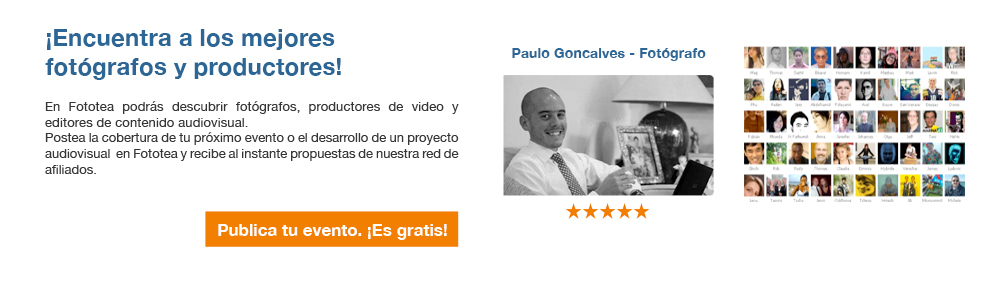 ¡Encuentra a los mejores
fotógrafos y productores!
En Fototea podrás descubrir fotógrafos, productores de video y
editores de contenido audiovisual.
Postea la cobertura de tu próximo evento o el desarrollo de un proyecto
audiovisual en Fototea y recibe al instante propuestas de nuestra red de
afiliados.
Publica tu evento. ¡Es gratis!
Paulo Goncalves - Fotógrafo